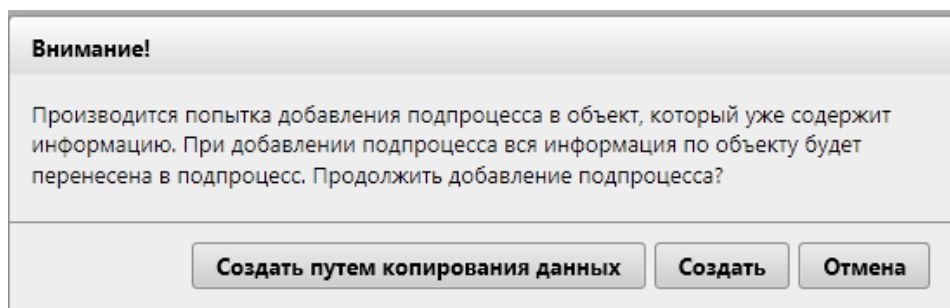 Внимание!
Производится попытка добавления подпроцесса в объект, который уже содержит
информацию. При добавлении подпроцесса вся информация по объекту будет
перенесена в подпроцесс. Продолжить добавление подпроцесса?
Создать путем копирования данных Создать Отмена